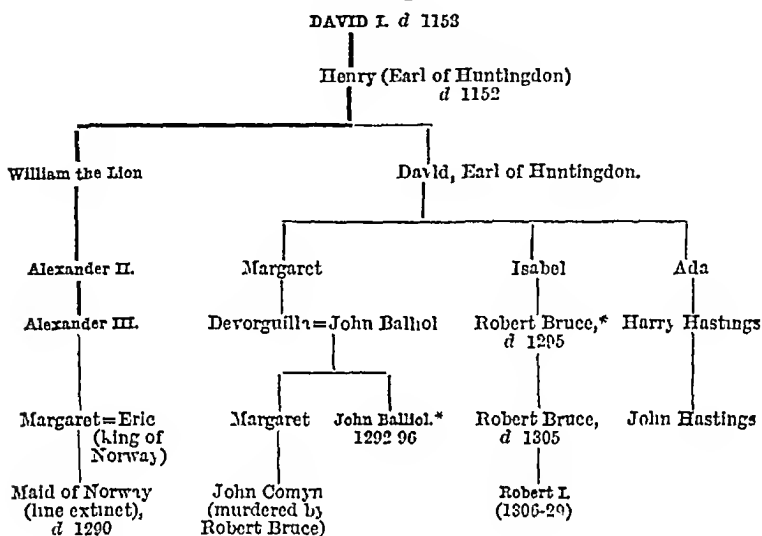 DAVID I. d 1153
Henry (Earl of Huntingdon)
d 1152
William the Lion
David, Earl of Huntingdon.
Alexander II.
Margaret
Isabel
Ada
Alexander III.
Devorguilla=John Balliol
Robert Bruce,*
d 1295
Harry Hastings
Margaret=Eric
(king of
Norway)
Margaret
John Balliol.*
1292 96
Robert Bruce,
d 1305
John Hastings
Maid of Norway
(line extinct),
d 1290
John Comyn
(murdered by
Robert Bruce)
Robert I.
(1306-29)